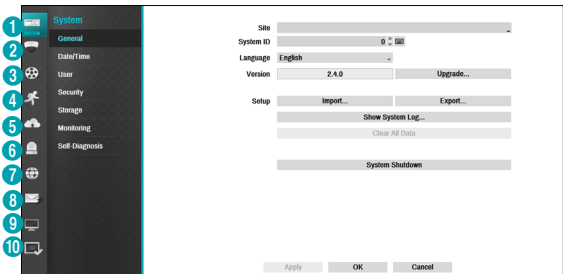 1
2
3
4
5
6
7
8
9
10
System
General
Date/Time
User
Security
Storage
Monitoring
Self-Diagnosis
Site
System ID 0
Language English
Version 2.4.0 Upgrade...
Setup Import... Export...
Show System Log...
Clear All Data
System Shutdown
Apply OK Cancel